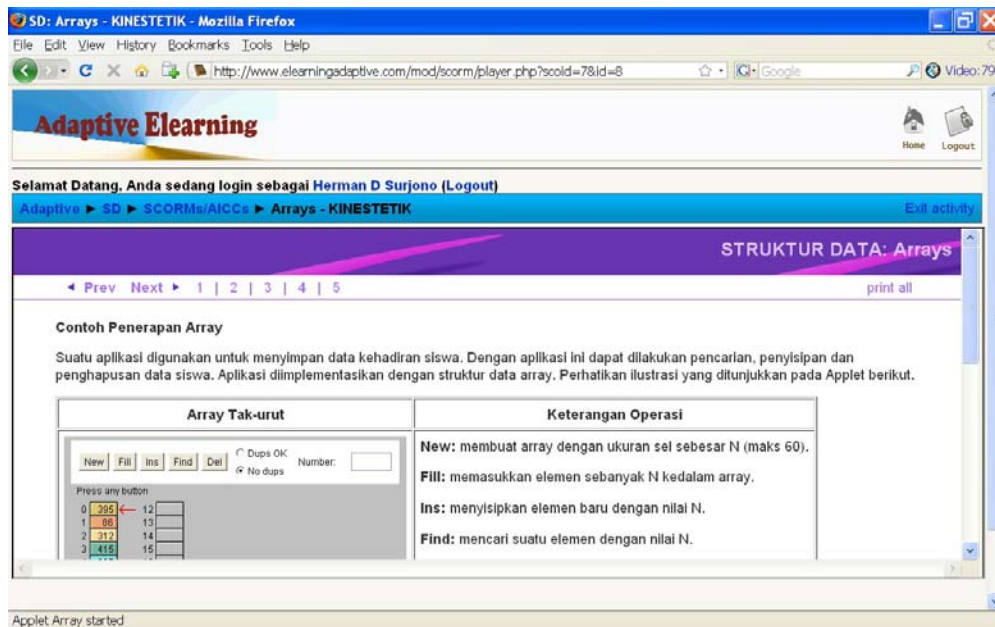 SD: Arrays - KINESTETIK - Mozilla Firefox
File Edit View History Bookmarks Tools Help
http://www.elearningadaptive.com/mod/scorm/player.php?scoid=7&id=8 Google Video:79
Adaptive Elearning
Home Logout
Selamat Datang, Anda sedang login sebagai Herman D Surjono (Logout)
Adaptive ► SD ► SCORMs/AICCs ► Arrays - KINESTETIK Exit activity
STRUKTUR DATA: Arrays
◄ Prev Next ► 1 | 2 | 3 | 4 | 5 print all
Contoh Penerapan Array
Suatu aplikasi digunakan untuk menyimpan data kehadiran siswa. Dengan aplikasi ini dapat dilakukan pencarian, penyisipan dan
penghapusan data siswa. Aplikasi diimplementasikan dengan struktur data array. Perhatikan ilustrasi yang ditunjukkan pada Applet berikut.
Array Tak-urut
New Fill Ins Find Del Dups OK No dups Number:
Press any button
0 395 12
1 86 13
2 312 14
3 415 15
Keterangan Operasi
New: membuat array dengan ukuran sel sebesar N (maks 60).
Fill: memasukkan elemen sebanyak N kedalam array.
Ins: menyisipkan elemen baru dengan nilai N.
Find: mencari suatu elemen dengan nilai N.
Applet Array started